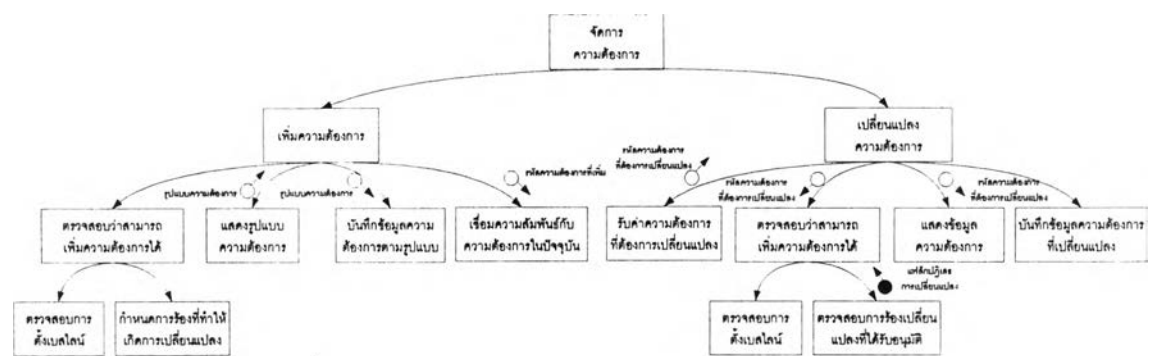 จัดการ
ความต้องการ
เพิ่มความต้องการ
เปลี่ยนแปลง
ความต้องการ
รูปแบบความต้องการ
รูปแบบความต้องการ
รหัสความต้องการที่เพิ่ม
รหัสความต้องการ
ที่ต้องการเปลี่ยนแปลง
รหัสความต้องการ
ที่ต้องการเปลี่ยนแปลง
รหัสความต้องการ
ที่ต้องการเปลี่ยนแปลง
ตรวจสอบว่าสามารถ
เพิ่มความต้องการได้
แสดงรูปแบบ
ความต้องการ
บันทึกข้อมูลความ
ต้องการตามรูปแบบ
เชื่อมความสัมพันธ์กับ
ความต้องการในปัจจุบัน
รับค่าความต้องการ
ที่ต้องการเปลี่ยนแปลง
ตรวจสอบว่าสามารถ
เพิ่มความต้องการได้
แสดงข้อมูล
ความต้องการ
บันทึกข้อมูลความต้องการ
ที่เปลี่ยนแปลง
แฟล็กปฏิเสธ
การเปลี่ยนแปลง
ตรวจสอบการ
ตั้งเบสไลน์
กำหนดการร้องที่ทำให้
เกิดการเปลี่ยนแปลง
ตรวจสอบการ
ตั้งเบสไลน์
ตรวจสอบการร้องเปลี่ยน
แปลงที่ได้รับอนุมัติ